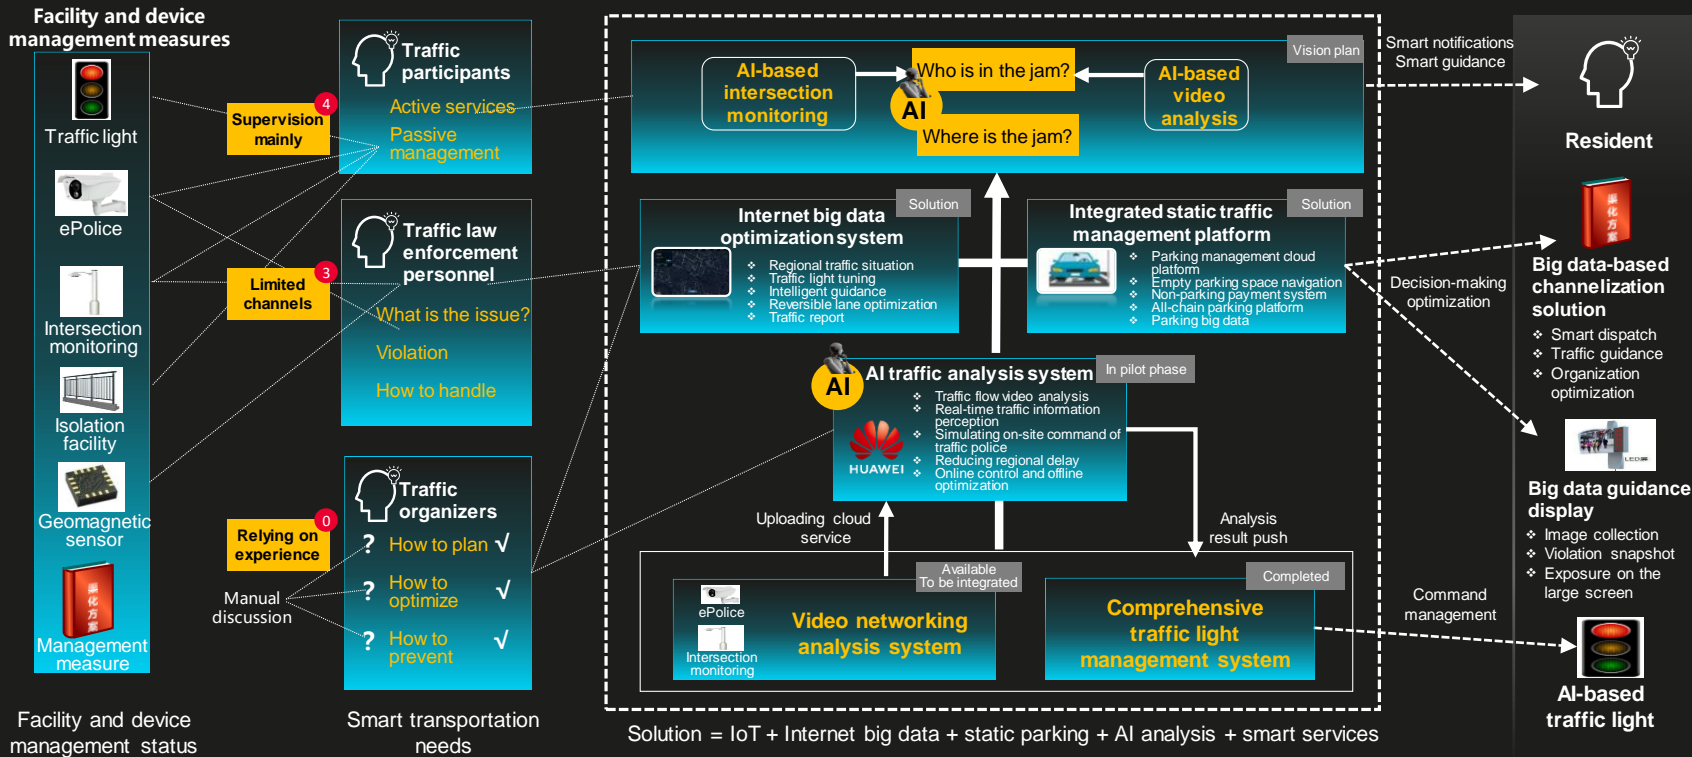 Facility and device
management measures
Traffic light
ePolice
Intersection
monitoring
Isolation
facility
Geomagnetic
sensor
渠化方案
Management
measure
Facility and device
management status
4
Supervision
mainly
3
Limited
channels
0
Relying on
experience
Manual
discussion
Traffic
participants
Active services
Passive
management
Traffic law
enforcement
personnel
What is the issue?
Violation
How to handle
Traffic
organizers
? How to plan √
? How to
optimize √
? How to
prevent √
Smart transportation
needs
Vision plan
AI-based
intersection
monitoring
Who is in the jam?
AI
Where is the jam?
AI-based
video
analysis
Solution
Internet big data
optimization system
❖ Regional traffic situation
❖ Traffic light tuning
❖ Intelligent guidance
❖ Reversible lane optimization
❖ Traffic report
Solution
Integrated static traffic
management platform
❖ Parking management cloud
platform
❖ Empty parking space navigation
❖ Non-parking payment system
❖ All-chain parking platform
❖ Parking big data
AI
AI traffic analysis system
In pilot phase
HUAWEI
❖ Traffic flow video analysis
❖ Real-time traffic information
perception
❖ Simulating on-site command of
traffic police
❖ Reducing regional delay
❖ Online control and offline
optimization
Uploading cloud
service
Analysis
result push
Available
To be integrated
ePolice
Intersection
monitoring
Video networking
analysis system
Completed
Comprehensive
traffic light
management system
Solution = IoT + Internet big data + static parking + AI analysis + smart services
Smart notifications
Smart guidance
Decision-making
optimization
Command
management
Resident
渠化方案
Big data-based
channelization
solution
❖ Smart dispatch
❖ Traffic guidance
❖ Organization
optimization
LED屏
Big data guidance
display
❖ Image collection
❖ Violation snapshot
❖ Exposure on the
large screen
AI-based
traffic light